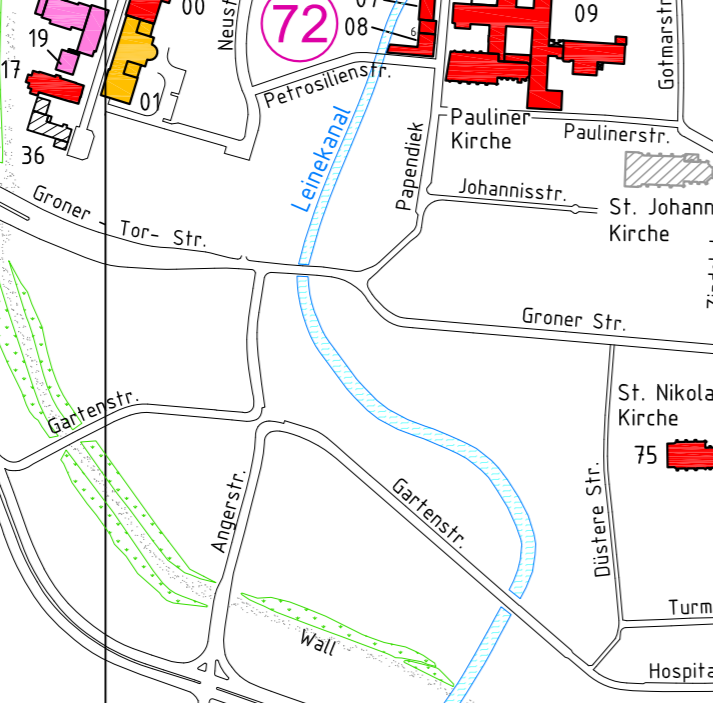 00
Neust
72
07
08
6
09
Gotmarstr
19
17
01
36
Petrosilienstr.
Leinekanal
Papendiek
Pauliner
Kirche
Paulinerstr.
Johannisstr.
St. Johann
Kirche
Groner - Tor- Str.
Groner Str.
St. Nikola
Kirche
75
Gartenstr.
Angerstr.
Gartenstr.
Düstere Str.
Turm
Wall
Hospita